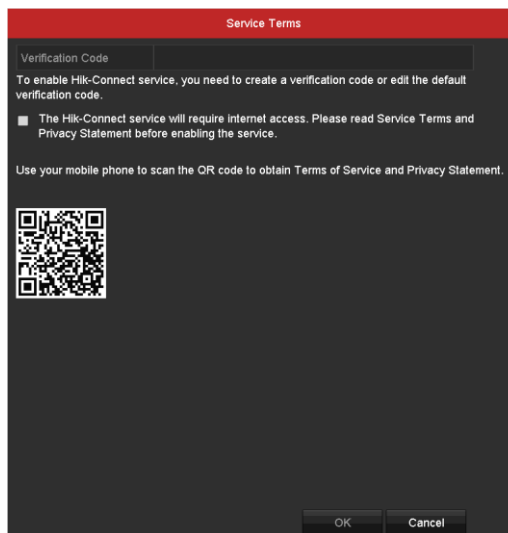 Service Terms
Verification Code
To enable Hik-Connect service, you need to create a verification code or edit the default
verification code.
The Hik-Connect service will require internet access. Please read Service Terms and
Privacy Statement before enabling the service.
Use your mobile phone to scan the QR code to obtain Terms of Service and Privacy Statement.
OK Cancel